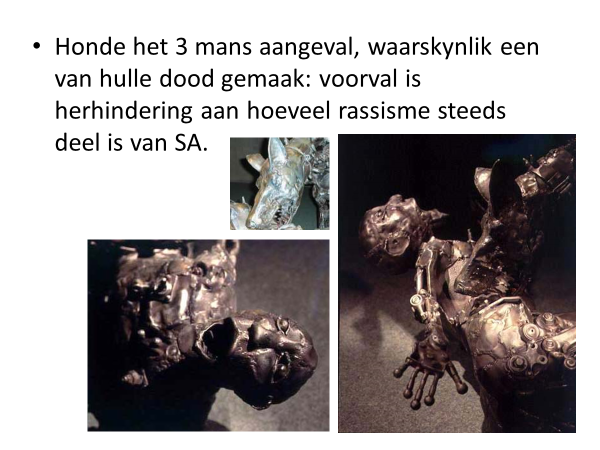 • Honde het 3 mans aangeval, waarskynlik een
van hulle dood gemaak: voorval is
herhindering aan hoeveel rassisme steeds
deel is van SA.